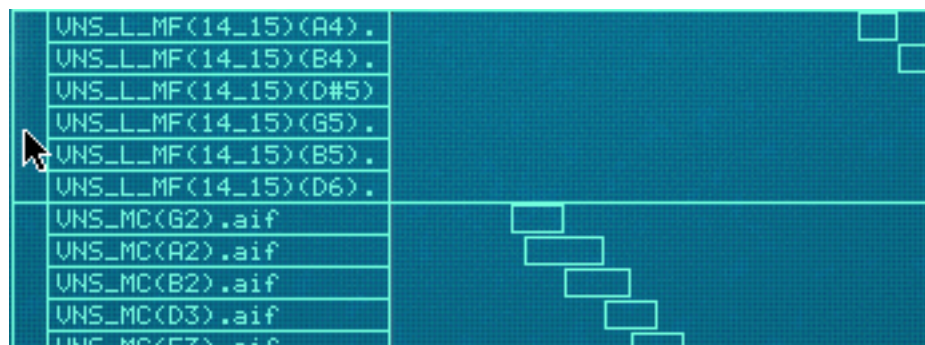 VNS_L_MF(14_15)(A4).
VNS_L_MF(14_15)(B4).
VNS_L_MF(14_15)(D#5)
VNS_L_MF(14_15)(G5).
VNS_L_MF(14_15)(B5).
VNS_L_MF(14_15)(D6).
VNS_MC(G2).aif
VNS_MC(A2).aif
VNS_MC(B2).aif
VNS_MC(D3).aif